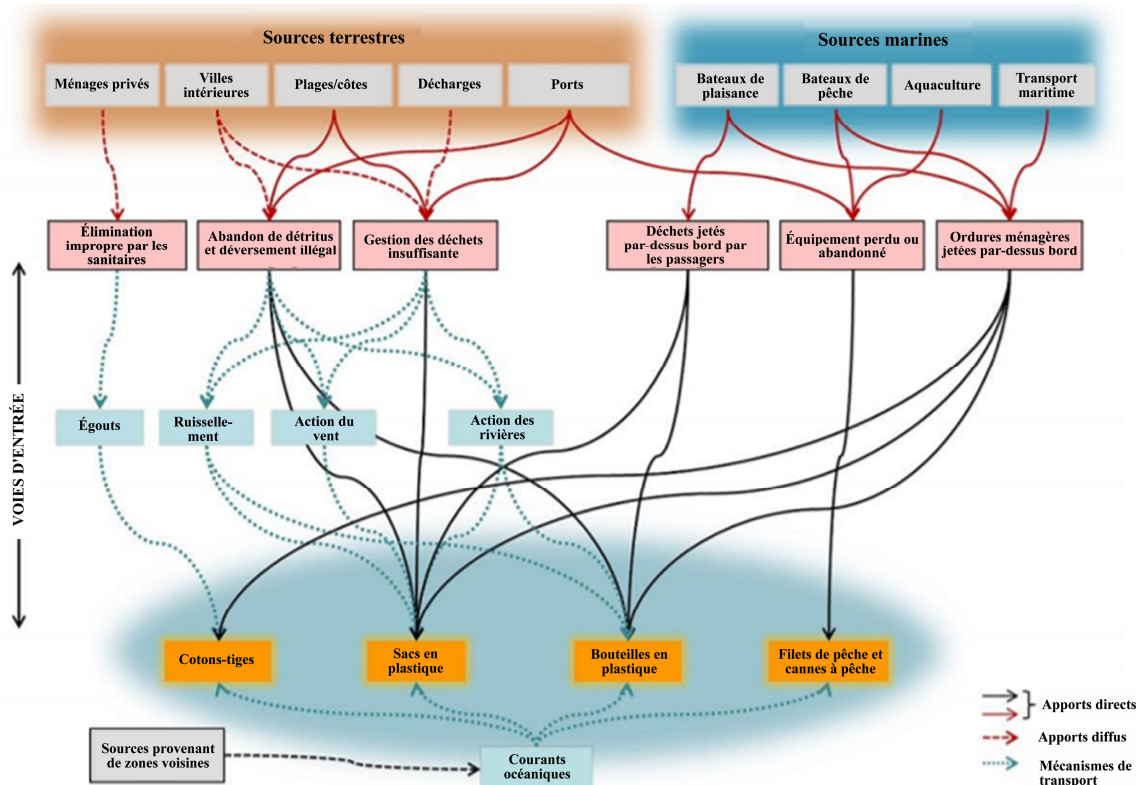 Sources terrestres
Sources marines
Ménages privés
Villes
intérieures
Plages/côtes
Décharges
Ports
Bateaux de
plaisance
Bateaux de
pêche
Aquaculture
Transport
maritime
Élimination
impropre par les
sanitaires
Abandon de détritus
et déversement illégal
Gestion des déchets
insuffisante
Déchets jetés
par-dessus bord par
les passagers
Équipement perdu ou
abandonné
Ordures ménagères
jetées par-dessus bord
VOIES D'ENTRÉE
Égouts
Ruisselle-
ment
Action du
vent
Action des
rivières
Cotons-tiges
Sacs en
plastique
Bouteilles en
plastique
Filets de pêche et
cannes à pêche
Sources provenant
de zones voisines
Courants
océaniques
Apports directs
Apports diffus
Mécanismes de
transport